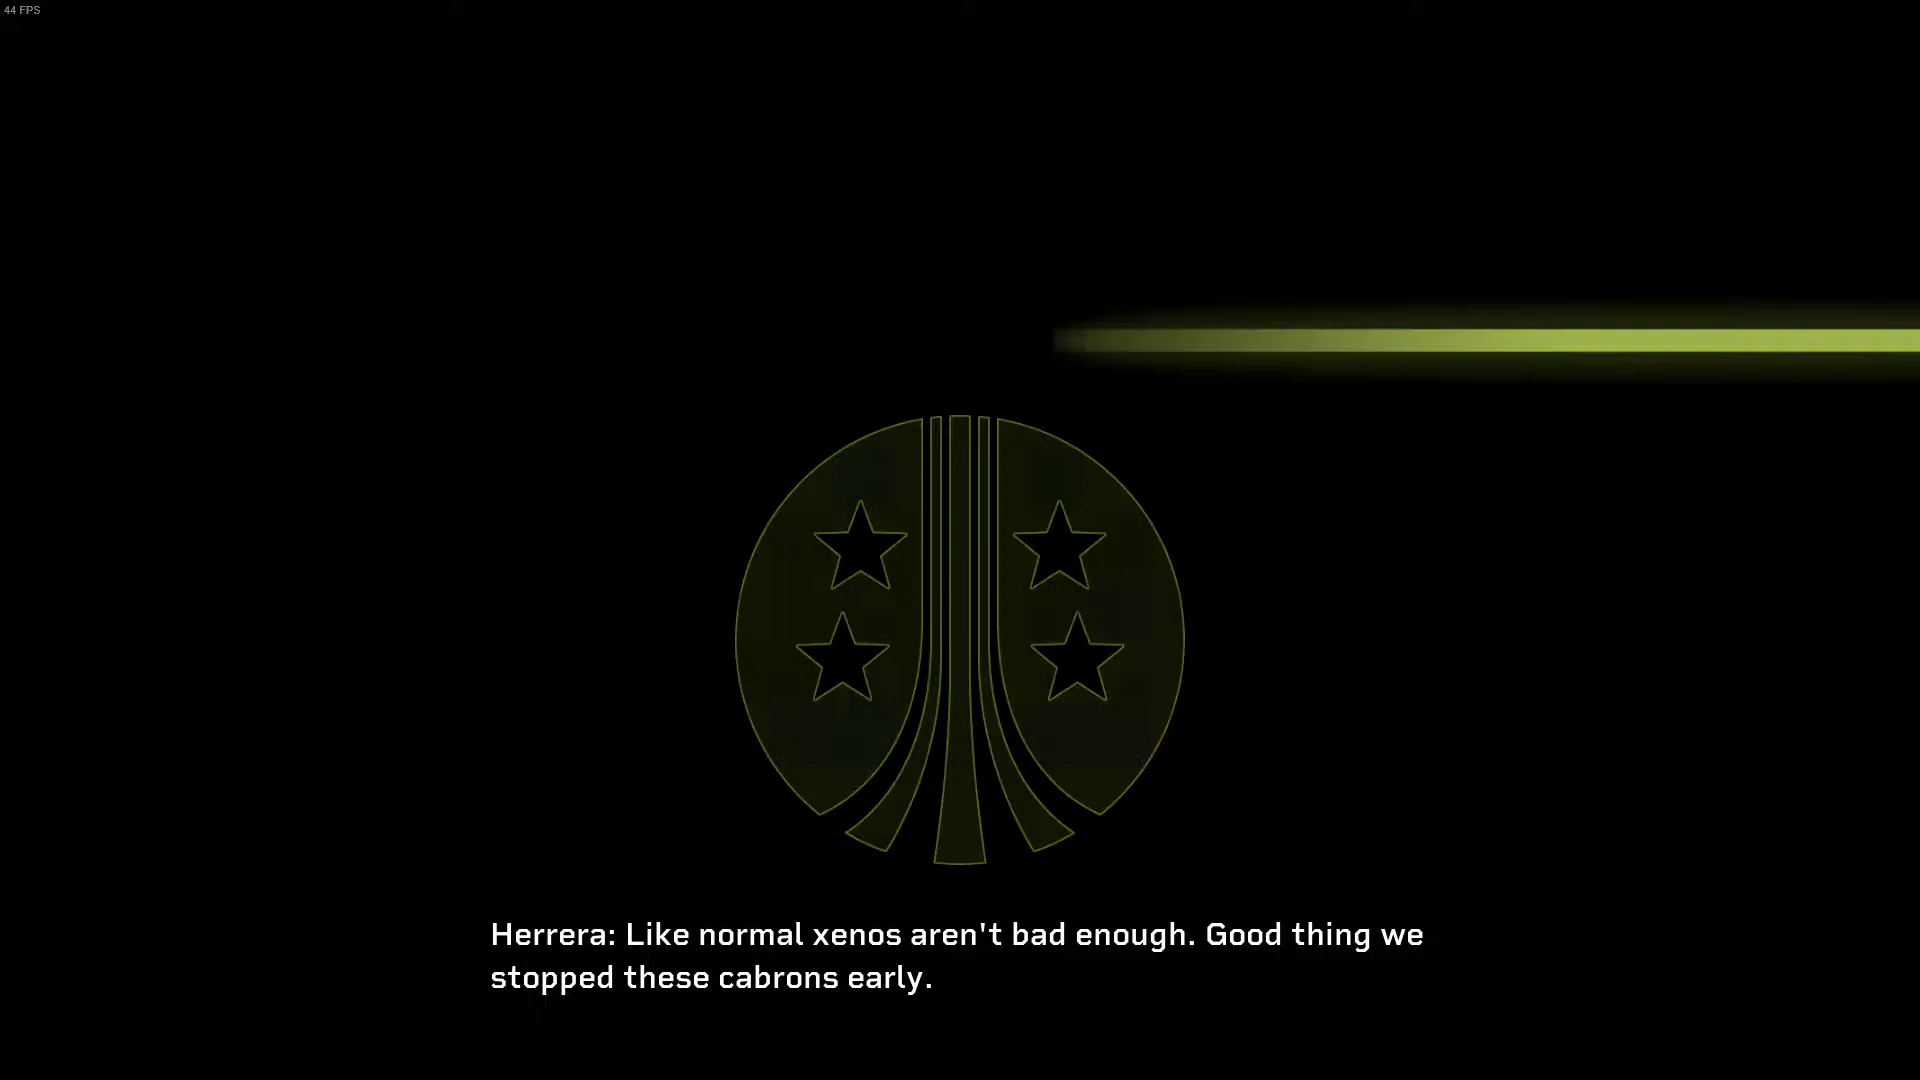 44 FPS
Herrera: Like normal xenos aren't bad enough. Good thing we
stopped these cabrons early.